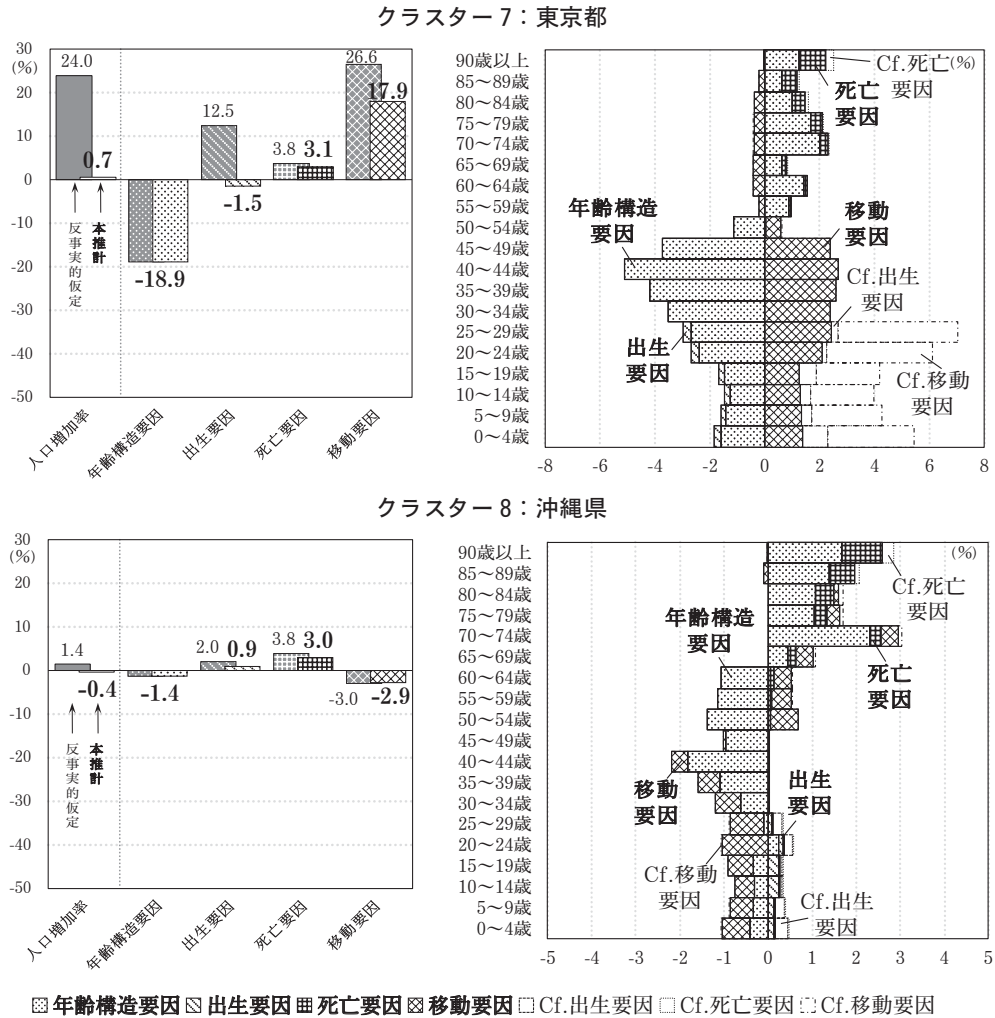 クラスター7：東京都
30
(%)
20
10
0
-10
-20
-30
-40
-50
24.0
0.7
-18.9
12.5
-1.5
3.8
3.1
26.6
17.9
反事実的仮定
本推計
人口増加率
年齢構造要因
出生要因
死亡要因
移動要因
90歳以上
85〜89歳
80〜84歳
75〜79歳
70〜74歳
65〜69歳
60〜64歳
55〜59歳
50〜54歳
45〜49歳
40〜44歳
35〜39歳
30〜34歳
25〜29歳
20〜24歳
15〜19歳
10〜14歳
5〜9歳
0〜4歳
Cf.死亡
要因
(%)
死亡
要因
年齢構造
要因
移動
要因
Cf.出生
要因
出生
要因
Cf.移動
要因
-8 -6 -4 -2 0 2 4 6 8
クラスター8：沖縄県
30
(%)
20
10
0
-10
-20
-30
-40
-50
1.4
-0.4
-1.4
2.0
0.9
3.8
3.0
-3.0
-2.9
反事実的仮定
本推計
人口増加率
年齢構造要因
出生要因
死亡要因
移動要因
90歳以上
85〜89歳
80〜84歳
75〜79歳
70〜74歳
65〜69歳
60〜64歳
55〜59歳
50〜54歳
45〜49歳
40〜44歳
35〜39歳
30〜34歳
25〜29歳
20〜24歳
15〜19歳
10〜14歳
5〜9歳
0〜4歳
(%)
Cf.死亡
要因
年齢構造
要因
死亡
要因
移動
要因
出生
要因
Cf.移動
要因
Cf.出生
要因
-5 -4 -3 -2 -1 0 1 2 3 4 5
年齢構造要因 出生要因 死亡要因 移動要因 Cf.出生要因 Cf.死亡要因 Cf.移動要因